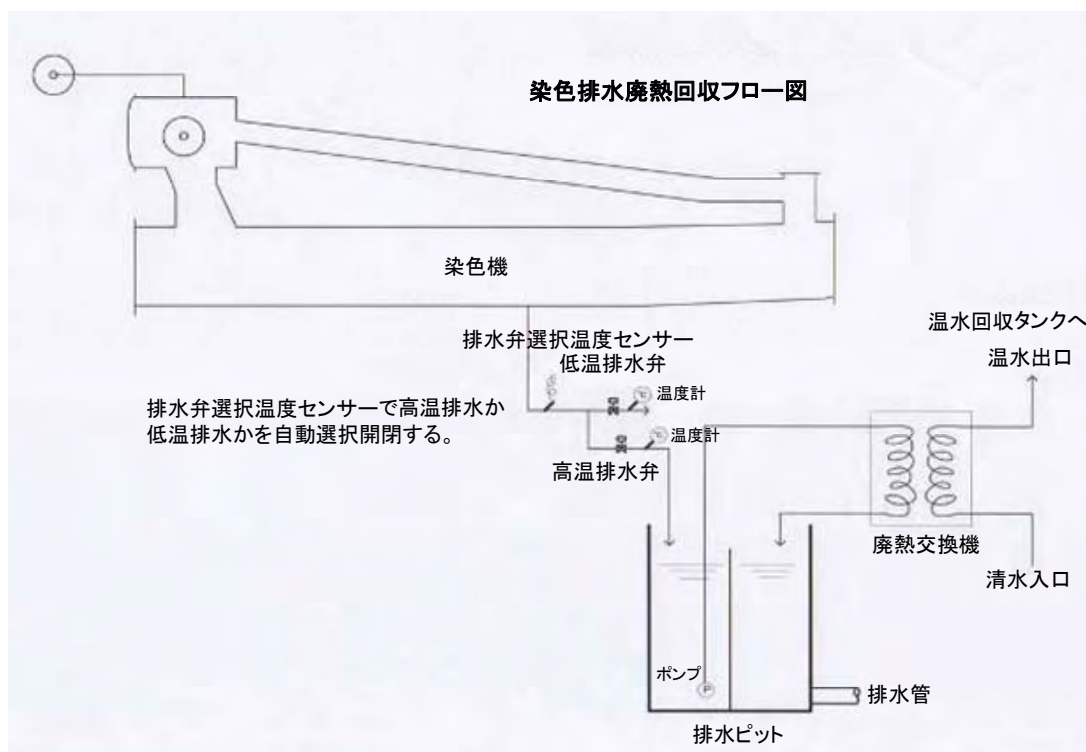 染色排水廃熱回収フロー図
染色機
排水弁選択温度センサー
低温排水弁
温度計
排水弁選択温度センサーで高温排水か
低温排水かを自動選択開閉する。
温度計
高温排水弁
温水回収タンクへ
温水出口
廃熱交換機
清水入口
ポンプ
P
排水管
排水ピット